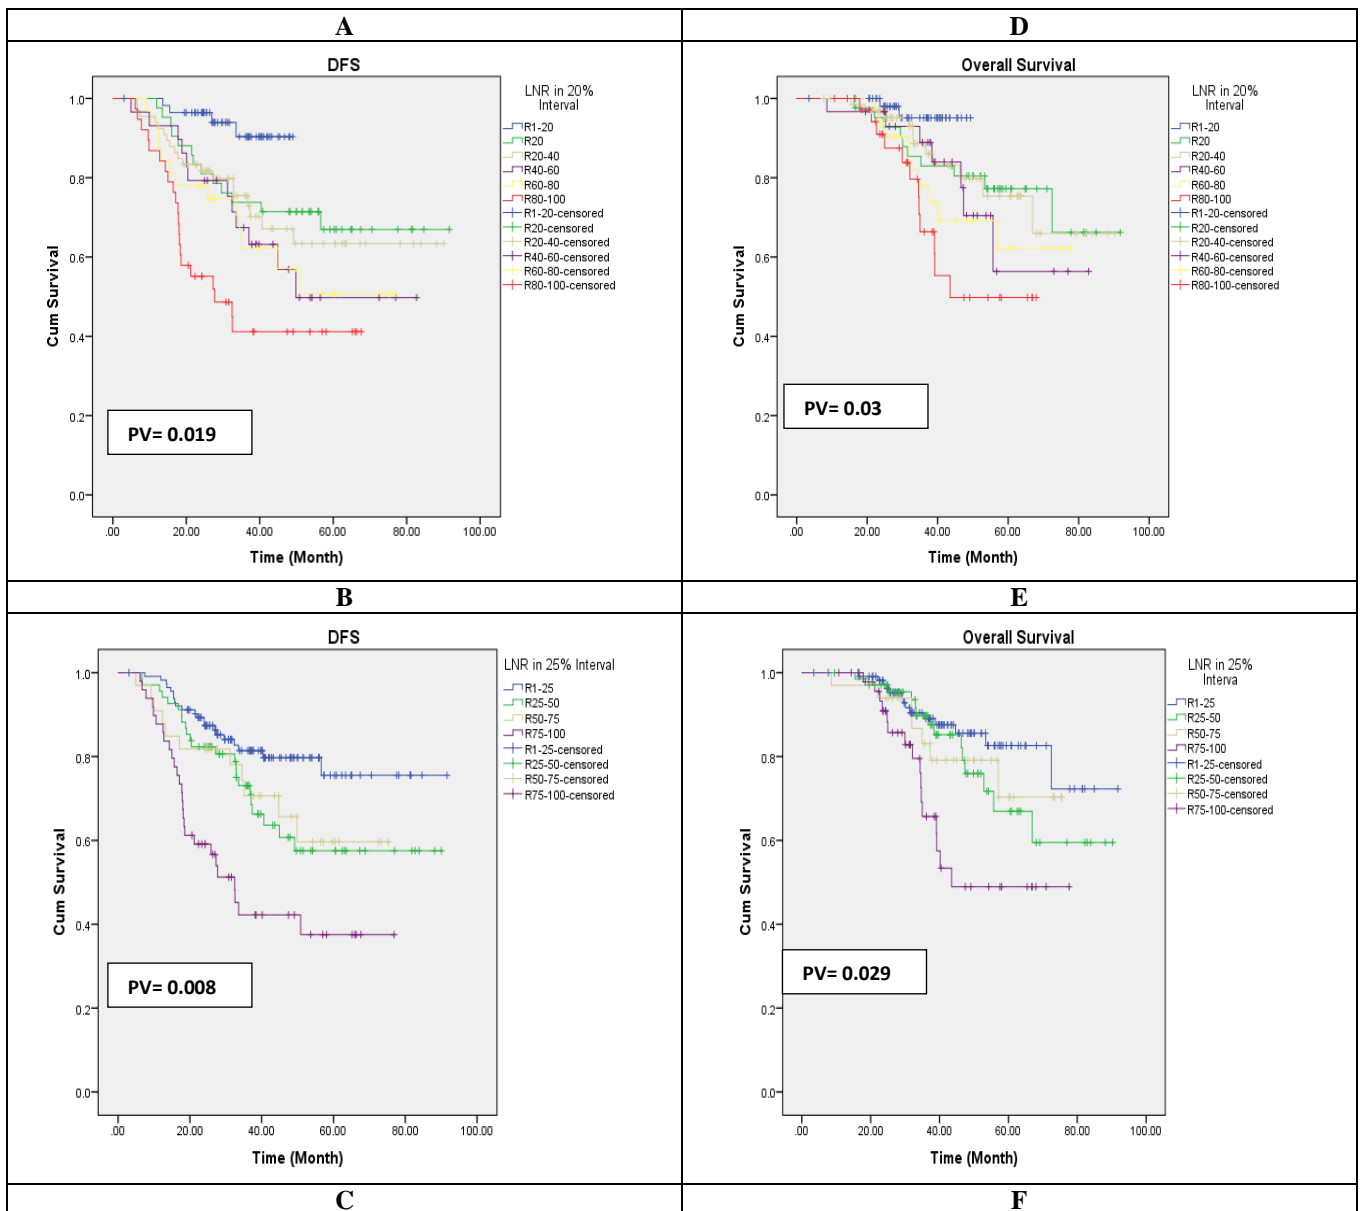 A
DFS
LNR in 20%
Interval
R1-20
R20
R20-40
R40-60
R60-80
R80-100
R1-20-censored
R20-censored
R20-40-censored
R40-60-censored
R60-80-censored
R80-100-censored
Cum Survival
1.0
0.8
0.6
0.4
0.2
0.0
PV= 0.019
.00 20.00 40.00 60.00 80.00 100.00
Time (Month)
D
Overall Survival
LNR in 20%
Interval
R1-20
R20
R20-40
R40-60
R60-80
R80-100
R1-20-censored
R20-censored
R20-40-censored
R40-60-censored
R60-80-censored
R80-100-censored
Cum Survival
1.0
0.8
0.6
0.4
0.2
0.0
PV= 0.03
.00 20.00 40.00 60.00 80.00 100.00
Time (Month)
B
DFS
LNR in 25% Interval
R1-25
R25-50
R50-75
R75-100
R1-25-censored
R25-50-censored
R50-75-censored
R75-100-censored
Cum Survival
1.0
0.8
0.6
0.4
0.2
0.0
PV= 0.008
.00 20.00 40.00 60.00 80.00 100.00
Time (Month)
E
Overall Survival
LNR in 25%
Interva
R1-25
R25-50
R50-75
R75-100
R1-25-censored
R25-50-censored
R50-75-censored
R75-100-censored
Cum Survival
1.0
0.8
0.6
0.4
0.2
0.0
PV= 0.029
.00 20.00 40.00 60.00 80.00 100.00
Time (Month)
C
F